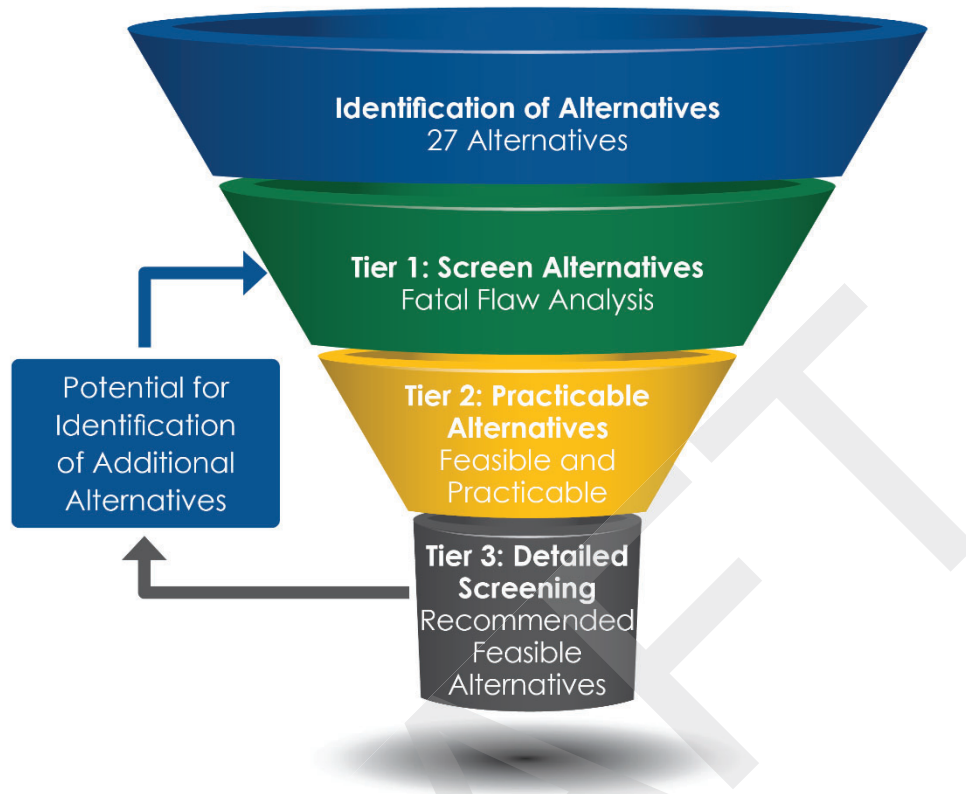 Identification of Alternatives
27 Alternatives
Tier 1: Screen Alternatives
Fatal Flaw Analysis
Potential for
Identification
of Additional
Alternatives
Tier 2: Practicable
Alternatives
Feasible and
Practicable
Tier 3: Detailed
Screening
Recommended
Feasible
Alternatives